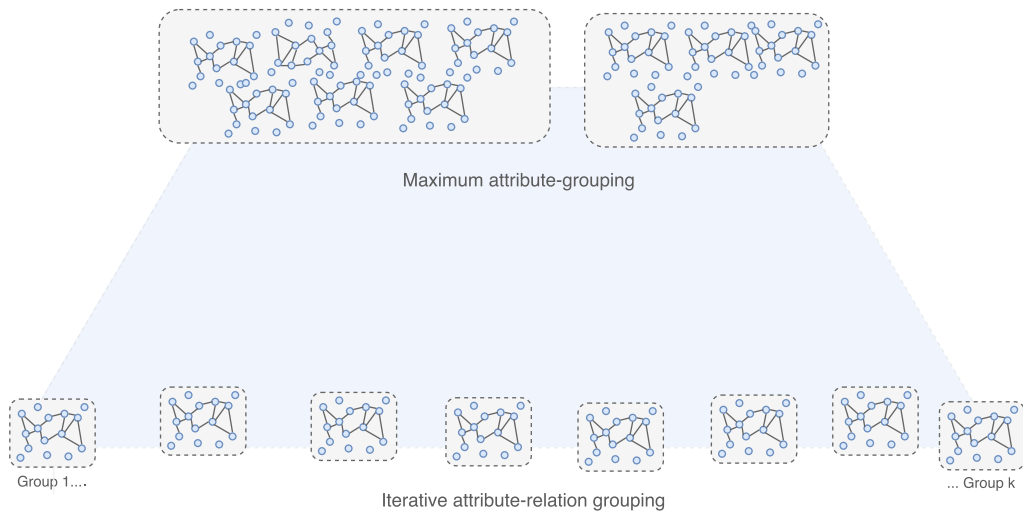 Maximum attribute-grouping
Group 1....
... Group k
Iterative attribute-relation grouping